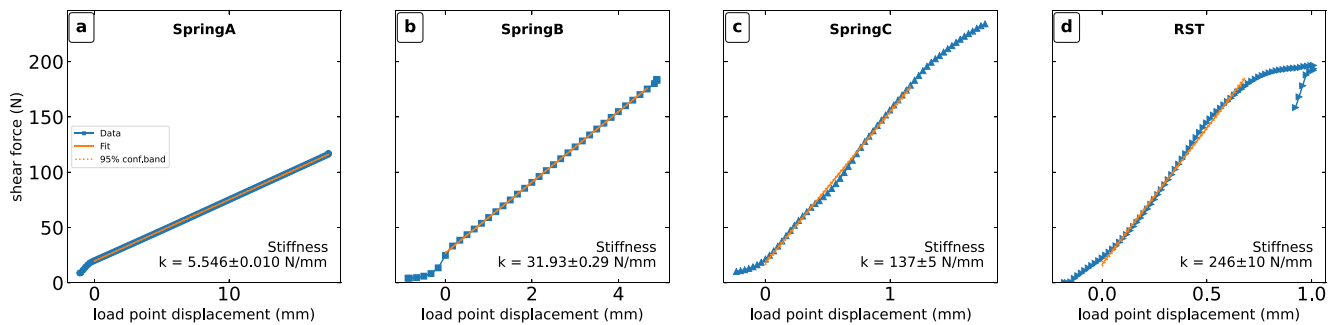 a
SpringA
shear force (N)
200
150
100
50
0
Data
Fit
95% conf.band
Stiffness
k = 5.546±0.010 N/mm
0
10
load point displacement (mm)
b
SpringB
Stiffness
k = 31.93±0.29 N/mm
0
2
4
load point displacement (mm)
c
SpringC
Stiffness
k = 137±5 N/mm
0
1
load point displacement (mm)
d
RST
Stiffness
k = 246±10 N/mm
0.0
0.5
1.0
load point displacement (mm)